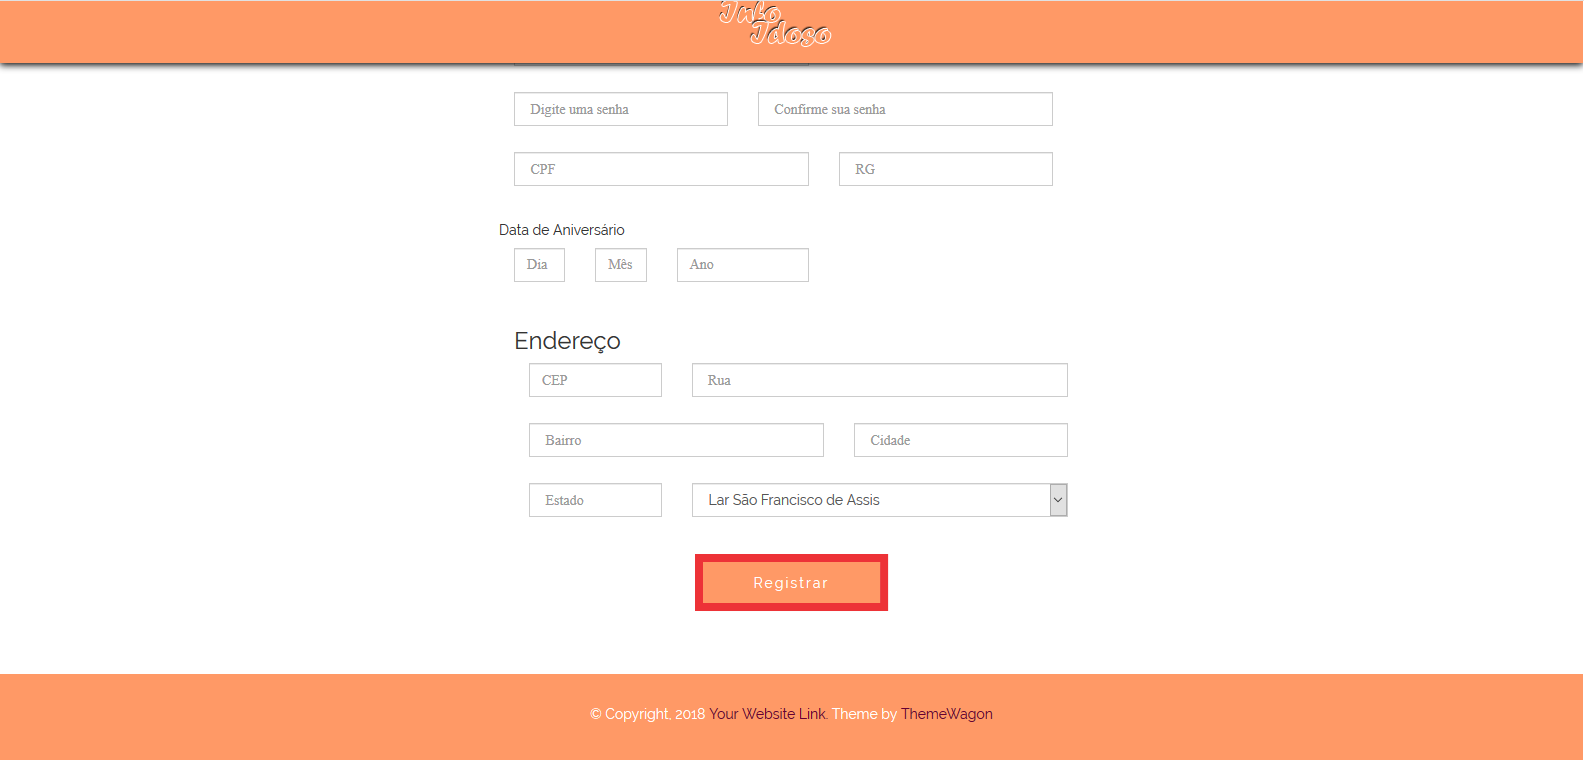 Info
Idoso
Digite uma senha Confirme sua senha
CPF RG
Data de Aniversário
Dia Mês Ano
Endereço
CEP Rua
Bairro Cidade
Estado Lar São Francisco de Assis
Registrar
© Copyright, 2018 Your Website Link. Theme by ThemeWagon